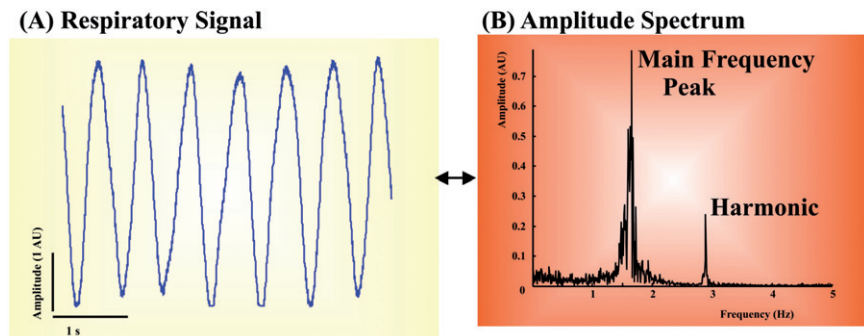 (A) Respiratory Signal
Amplitude (1 AU)
1 s
(B) Amplitude Spectrum
Amplitude (AU)
0.7
0.6
0.5
0.4
0.3
0.2
0.1
0
1
2
3
4
5
Frequency (Hz)
Main Frequency
Peak
Harmonic